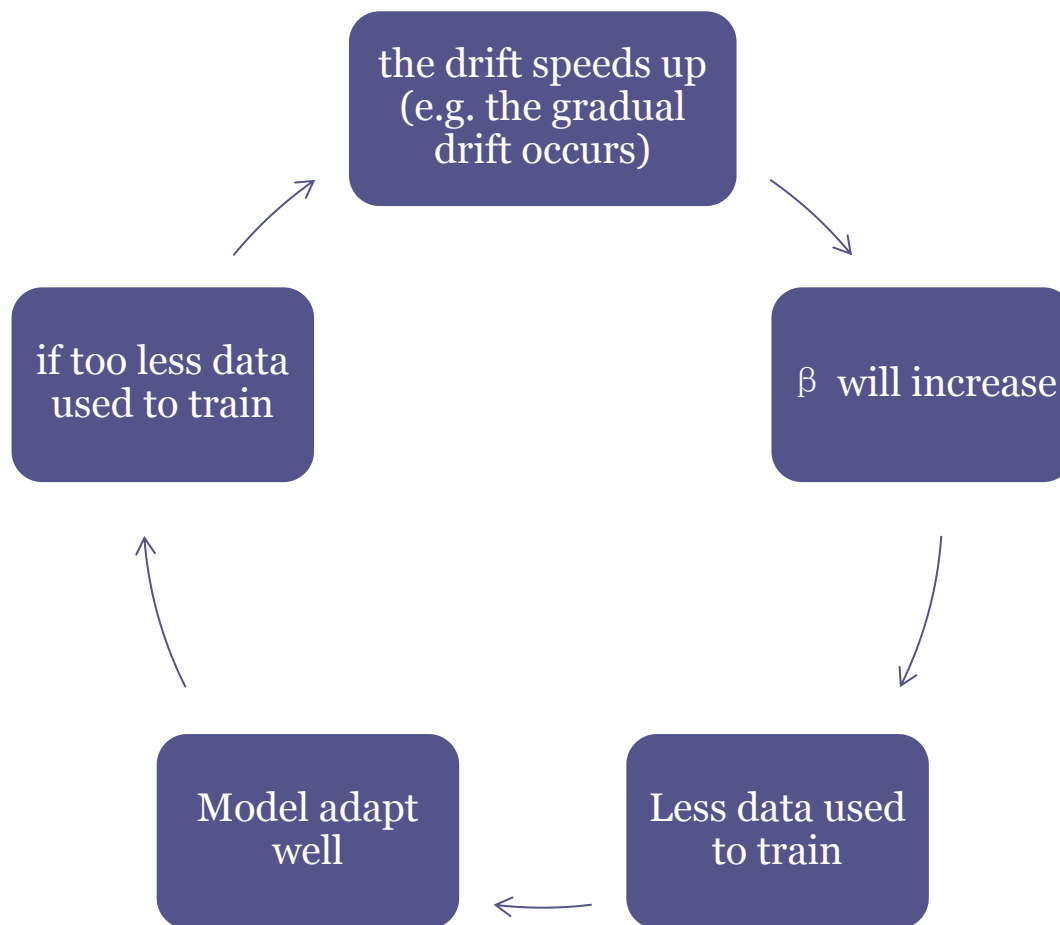 the drift speeds up
(e.g. the gradual
drift occurs)
β will increase
Less data used
to train
Model adapt
well
if too less data
used to train